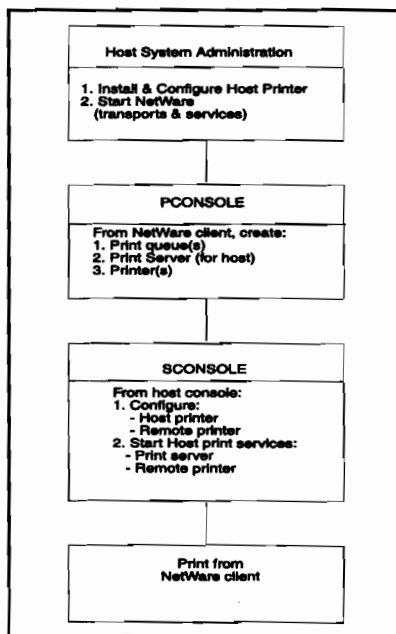 Host System Administration
1. Install & Configure Host Printer
2. Start NetWare
(transports & services)
PCONSOLE
From NetWare client, create:
1. Print queue(s)
2. Print Server (for host)
3. Printer(s)
SCONSOLE
From host console:
1. Configure:
- Host printer
- Remote printer
2. Start Host print services:
- Print server
- Remote printer
Print from
NetWare client